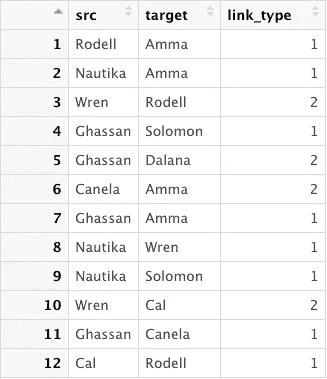 src target link_type
1 Rodell Amma 1
2 Nautika Amma 1
3 Wren Rodell 2
4 Ghassan Solomon 1
5 Ghassan Dalana 2
6 Canela Amma 2
7 Ghassan Amma 1
8 Nautika Wren 1
9 Nautika Solomon 1
10 Wren Cal 2
11 Ghassan Canela 1
12 Cal Rodell 1